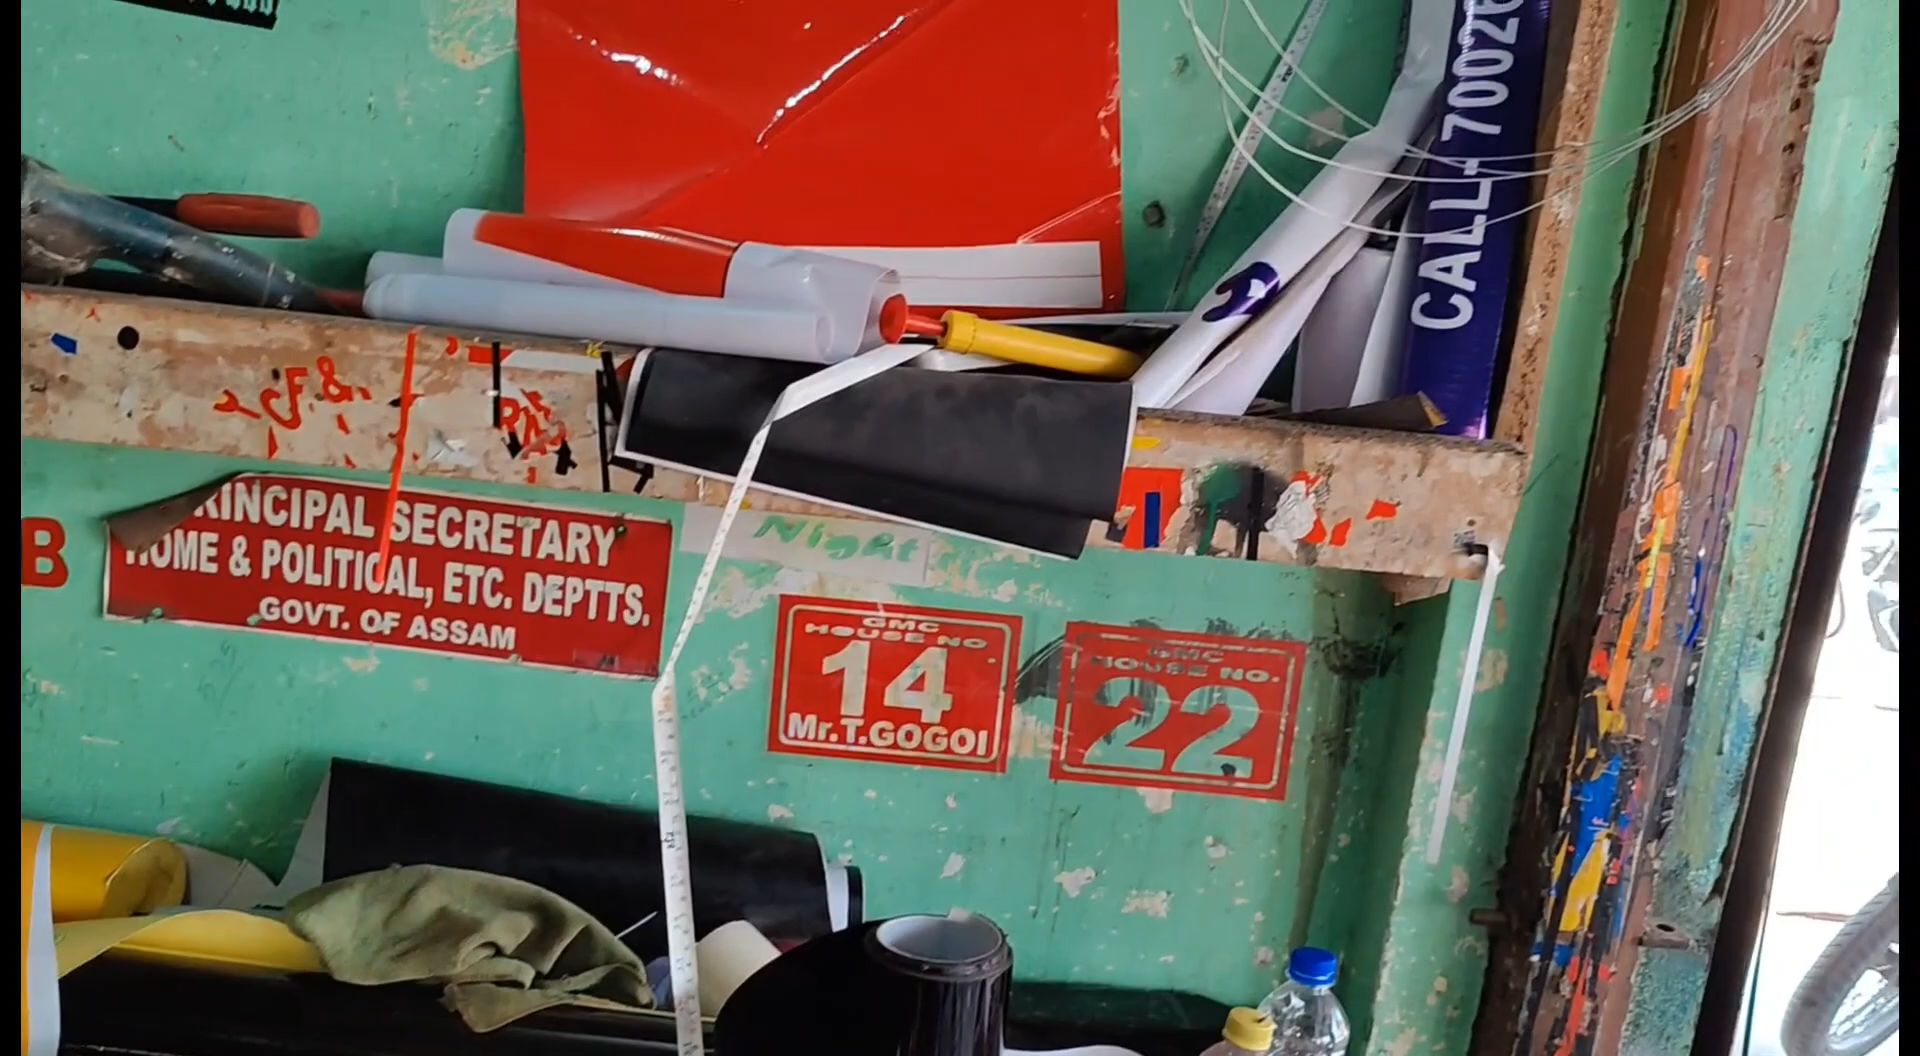 CALL- 70026
B
PRINCIPAL SECRETARY
HOME & POLITICAL, ETC. DEPTTS.
GOVT. OF ASSAM
Night
GMC
HOUSE NO.
14
Mr.T.GOGOI
GMC
HOUSE NO.
22